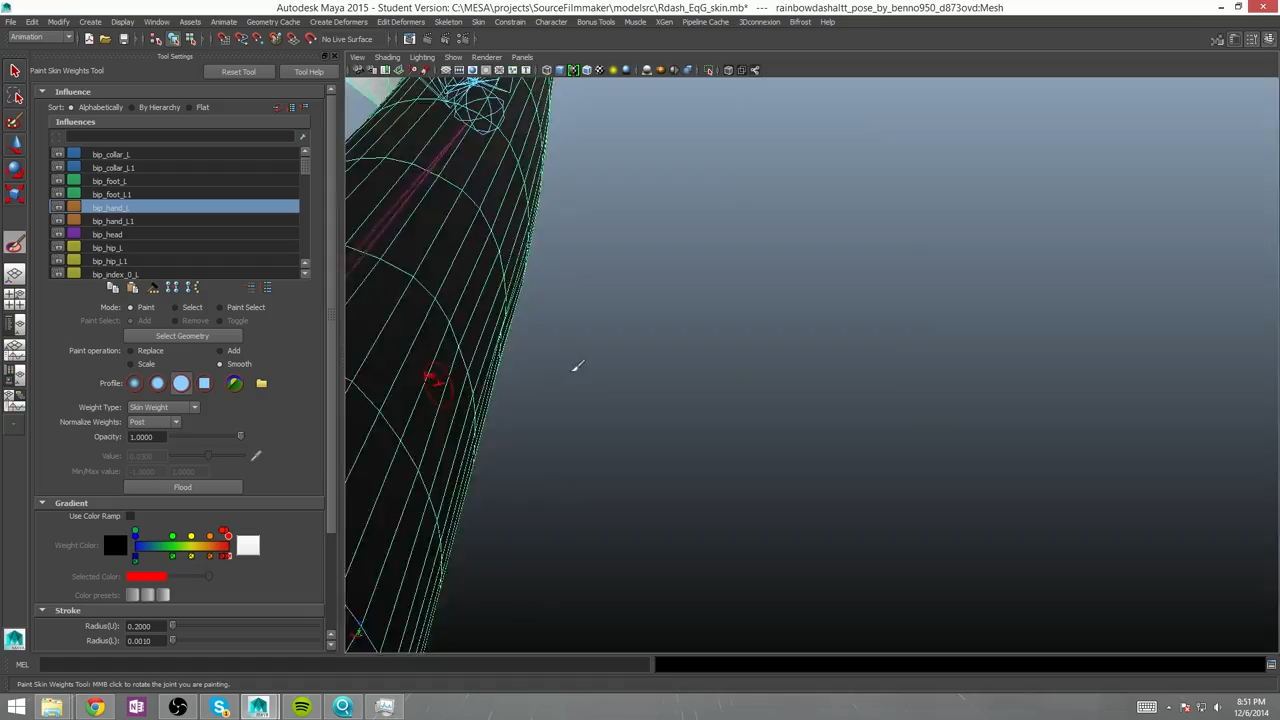 Autodesk Maya 2015 - Student Version: C:\MESA\projects\SourceFilmmaker\modelsrc\Rdash_EqG_skin.mb* - rainbowdashaltt_pose_by_benno950_d873ovd:Mesh
File Edit Modify Create Display Window Assets Animate Geometry Cache Create Deformers Edit Deformers Skeleton Skin Constrain Character Bonus Tools Muscle XGen Pipeline Cache 3Dconnexion Bifrost Help
Animation
No Live Surface
Tool Settings
View Shading Lighting Show Renderer Panels
Paint Skin Weights Tool
Reset Tool
Tool Help
Influence
Sort: Alphabetically By Hierarchy Flat
Influences
bip_collar_L
bip_collar_L1
bip_foot_L
bip_foot_L1
bip_hand_L
bip_hand_L1
bip_head
bip_hip_L
bip_hip_L1
bip_index_0_L
Mode: Paint Select Paint Select
Paint Select: Add Remove Toggle
Select Geometry
Paint operation: Replace Add
Scale Smooth
Profile:
Weight Type: Skin Weight
Normalize Weights: Post
Opacity: 1.0000
Value: 0.0300
Min/Max value: -1.0000 1.0000
Flood
Gradient
Use Color Ramp
Weight Color:
Selected Color:
Color presets:
Stroke
Radius(U): 0.2000
Radius(L): 0.0010
MEL
Paint Skin Weights Tool: MMB click to rotate the joint you are painting.
8:51 PM
12/6/2014